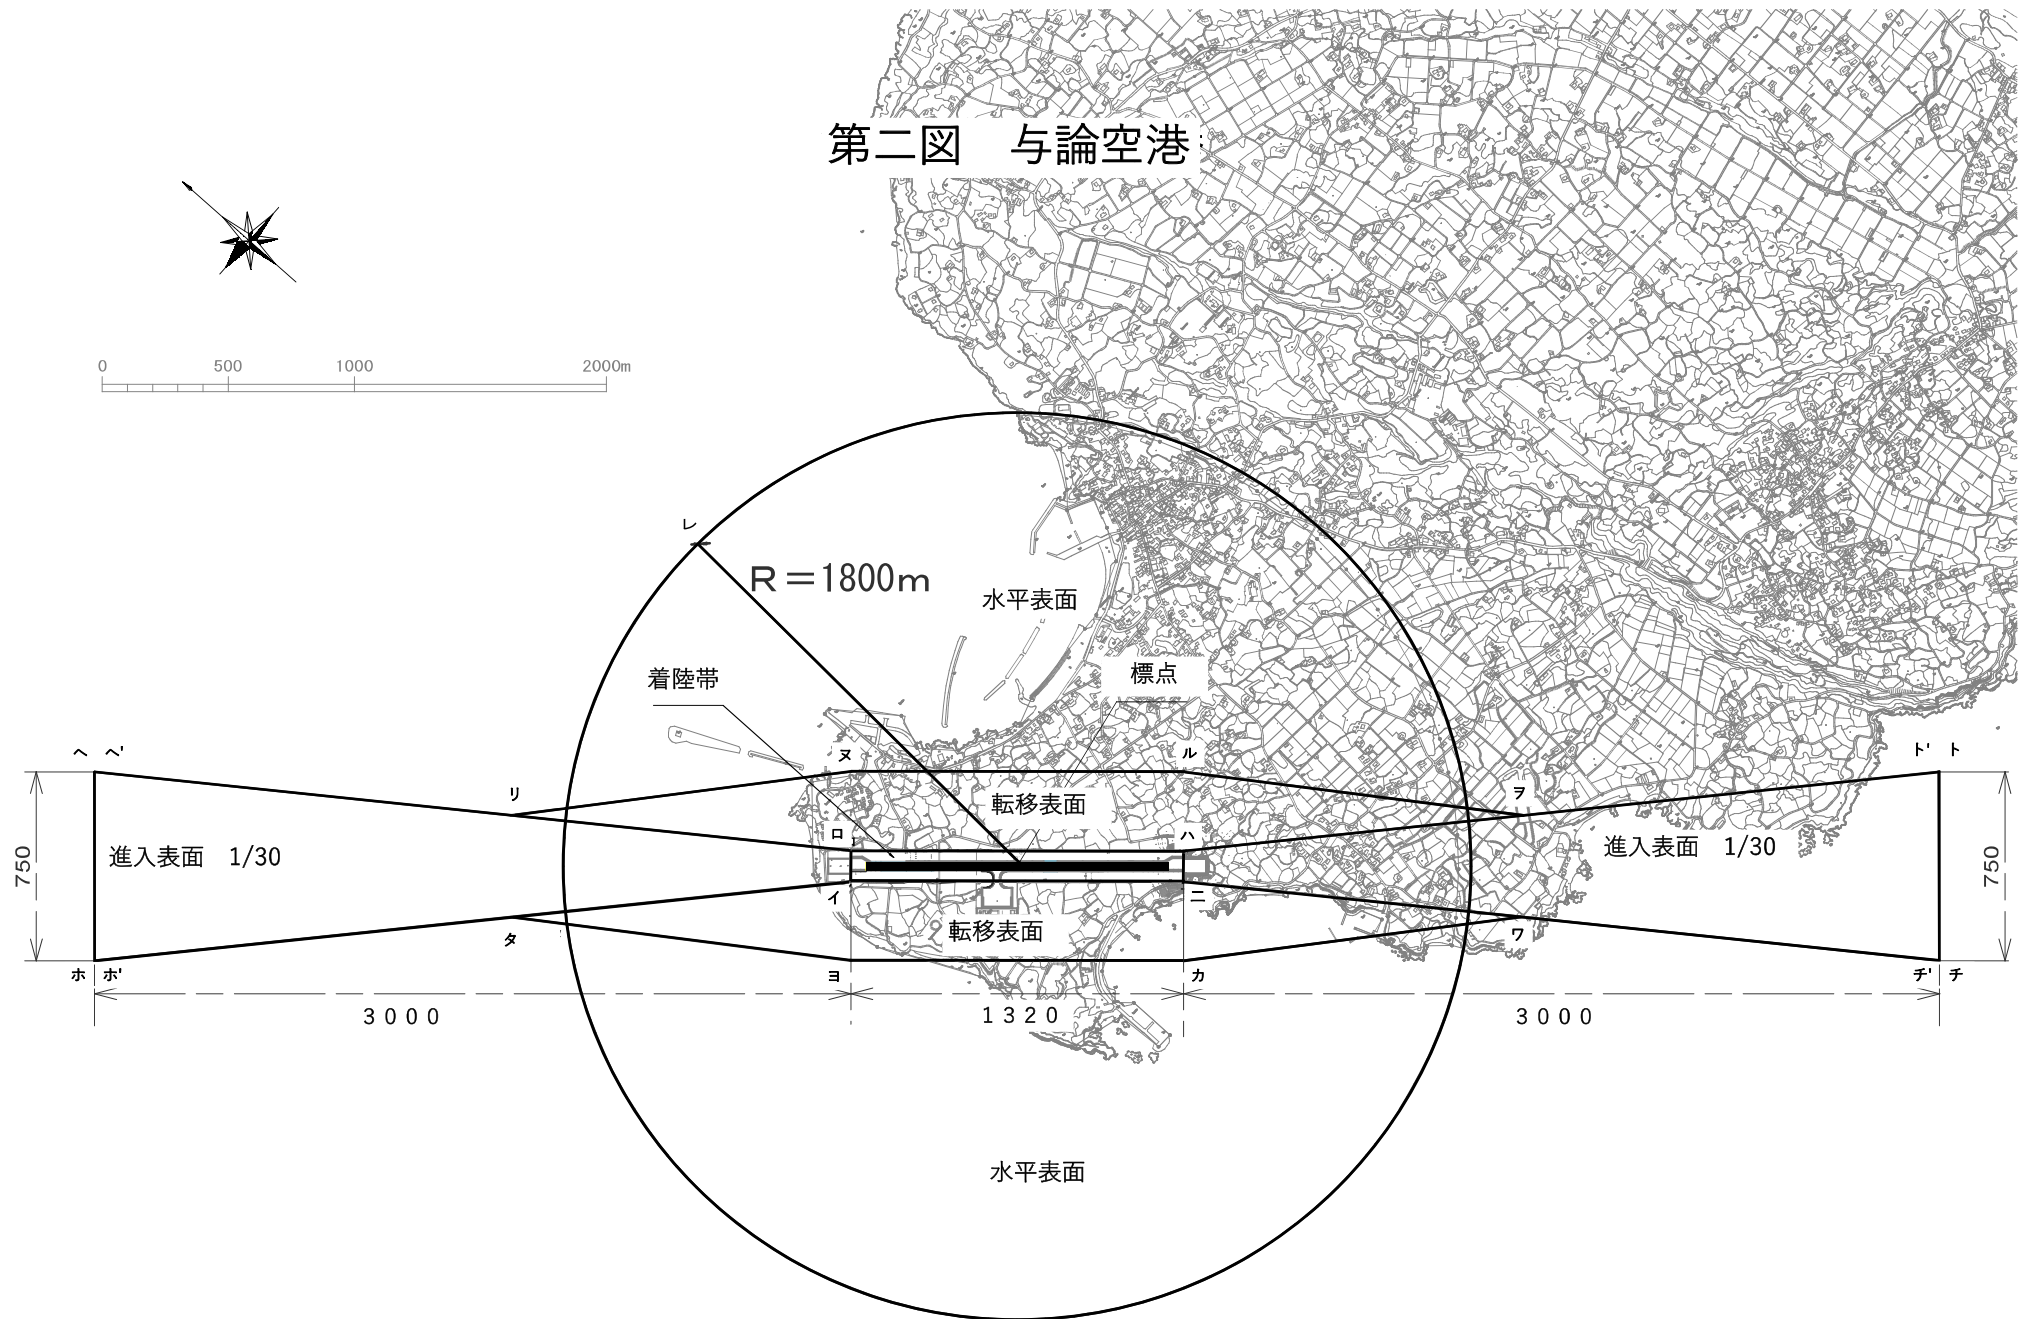 第二図　与論空港
0 500 1000 2000m
レ
R＝1800m
水平表面
着陸帯
標点
ヘ ヘ' ヌ ル ト' ト
リ 転移表面 ヲ
ロ ハ
750 進入表面　1/30 進入表面　1/30 750
イ ニ
タ 転移表面 ワ
ホ ホ' ヨ カ チ' チ
3000 1320 3000
水平表面